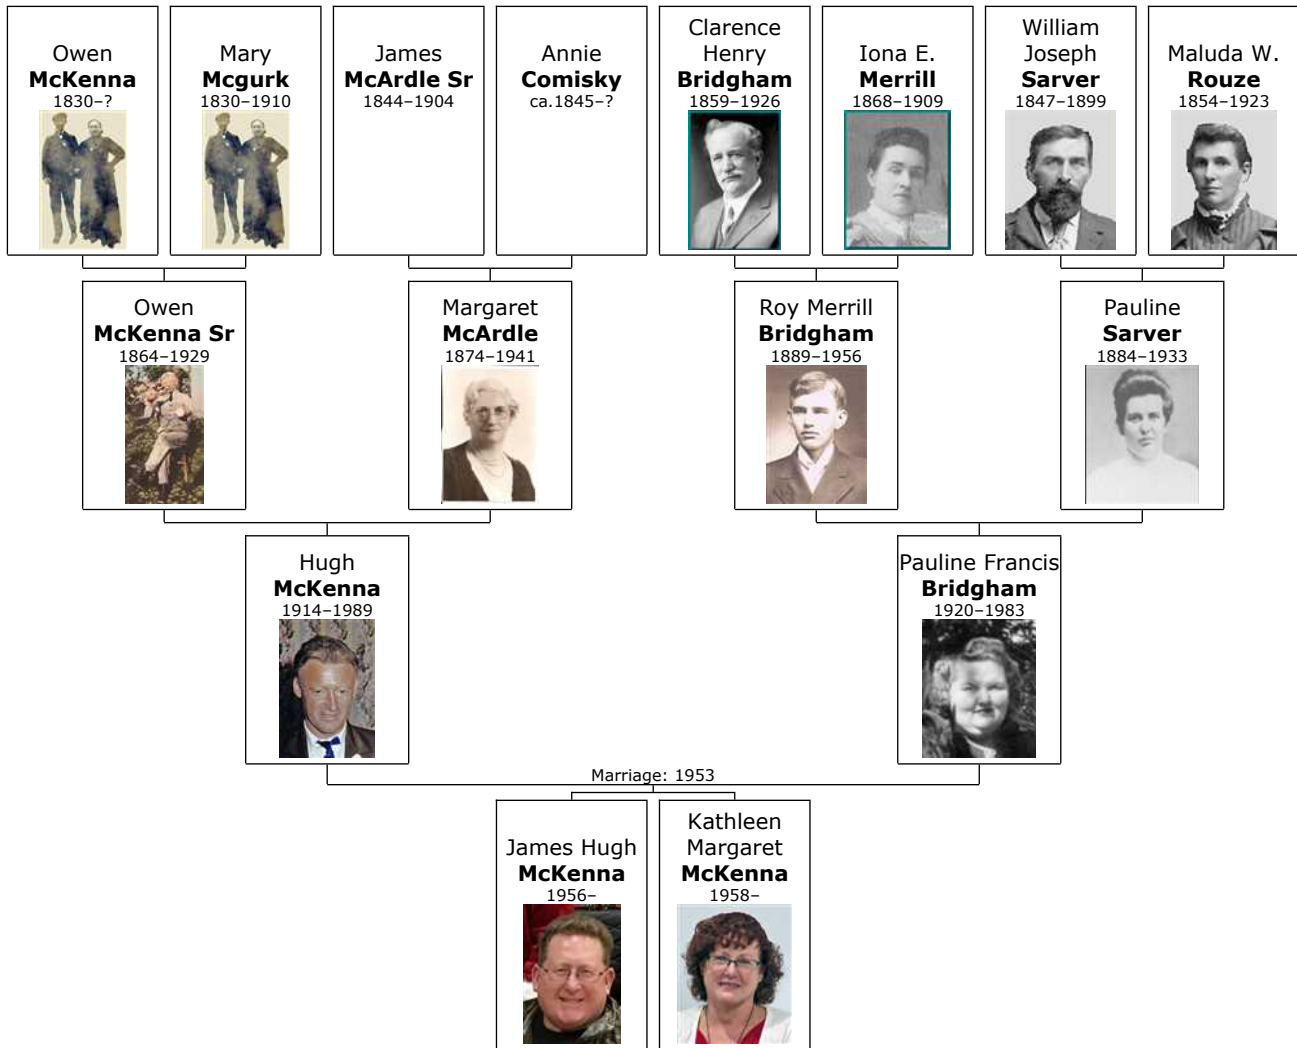 Owen
McKenna
1830–?
Mary
Mcgurk
1830–1910
James
McArdle Sr
1844–1904
Annie
Comisky
ca.1845–?
Clarence
Henry
Bridgham
1859–1926
Iona E.
Merrill
1868–1909
William
Joseph
Sarver
1847–1899
Maluda W.
Rouze
1854–1923
Owen
McKenna Sr
1864–1929
Margaret
McArdle
1874–1941
Roy Merrill
Bridgham
1889–1956
Pauline
Sarver
1884–1933
Hugh
McKenna
1914–1989
Pauline Francis
Bridgham
1920–1983
Marriage: 1953
James Hugh
McKenna
1956–
Kathleen
Margaret
McKenna
1958–